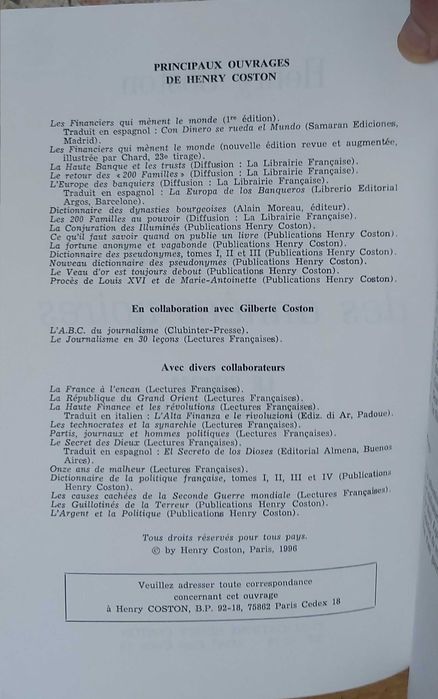 PRINCIPAUX OUVRAGES
DE HENRY COSTON
Les Financiers qui mènent le monde (1re édition).
Traduit en espagnol : Con Dinero se rueda el Mundo (Samaran Ediciones,
Madrid).
Les Financiers qui mènent le monde (nouvelle édition revue et augmentée,
illustrée par Chard, 23e tirage).
La Haute Banque et les trusts (Diffusion : La Librairie Française).
Le retour des « 200 Familles » (Diffusion : La Librairie Française).
L'Europe des banquiers (Diffusion : La Librairie Française).
Traduit en espagnol : La Europa de los Banqueros (Librerio Editorial
Argos, Barcelone).
Dictionnaire des dynasties bourgeoises (Alain Moreau, éditeur).
Les 200 Familles au pouvoir (Diffusion : La Librairie Française).
La Conjuration des Illuminés (Publications Henry Coston).
Ce qu'il faut savoir quand on publie un livre (Publications Henry Coston).
La fortune anonyme et vagabonde (Publications Henry Coston).
Dictionnaire des pseudonymes, tomes I, II et III (Publications Henry Coston).
Nouveau dictionnaire des pseudonymes (Publications Henry Coston).
Le Veau d'or est toujours debout (Publications Henry Coston).
Procès de Louis XVI et de Marie-Antoinette (Publications Henry Coston).
En collaboration avec Gilberte Coston
L'A.B.C. du journalisme (Clubinter-Presse).
Le Journalisme en 30 leçons (Lectures Françaises).
Avec divers collaborateurs
La France à l'encan (Lectures Françaises).
La République du Grand Orient (Lectures Françaises).
La Haute Finance et les révolutions (Lectures Françaises).
Traduit en italien : L'Alta Finanza e le rivoluzioni (Ediz. di Ar, Padoue).
Les technocrates et la synarchie (Lectures Françaises).
Partis, journaux et hommes politiques (Lectures Françaises).
Le Secret des Dieux (Lectures Françaises).
Traduit en espagnol : El Secreto de los Dioses (Editorial Almena, Buenos
Aires).
Onze ans de malheur (Lectures Françaises).
Dictionnaire de la politique française, tomes I, II, III et IV (Publications
Henry Coston).
Les causes cachées de la Seconde Guerre mondiale (Lectures Françaises).
Les Guillotinés de la Terreur (Publications Henry Coston).
L'Argent et la Politique (Publications Henry Coston).
Tous droits réservés pour tous pays.
© by Henry Coston, Paris, 1996
Veuillez adresser toute correspondance
concernant cet ouvrage
à Henry COSTON, B.P. 92-18, 75862 Paris Cedex 18